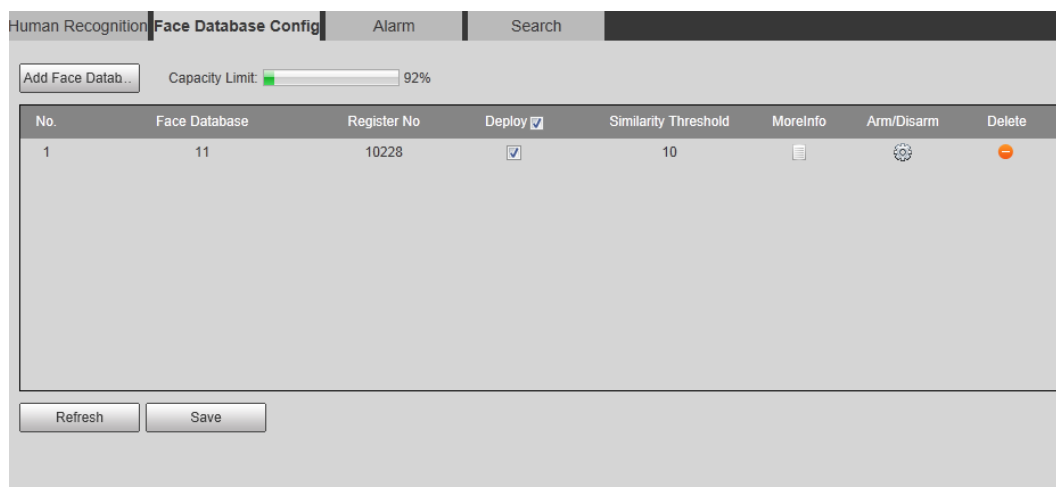 Human Recognition Face Database Config Alarm Search
Add Face Datab... Capacity Limit: 92%
No. Face Database Register No Deploy Similarity Threshold MoreInfo Arm/Disarm Delete
1 11 10228 10
Refresh Save